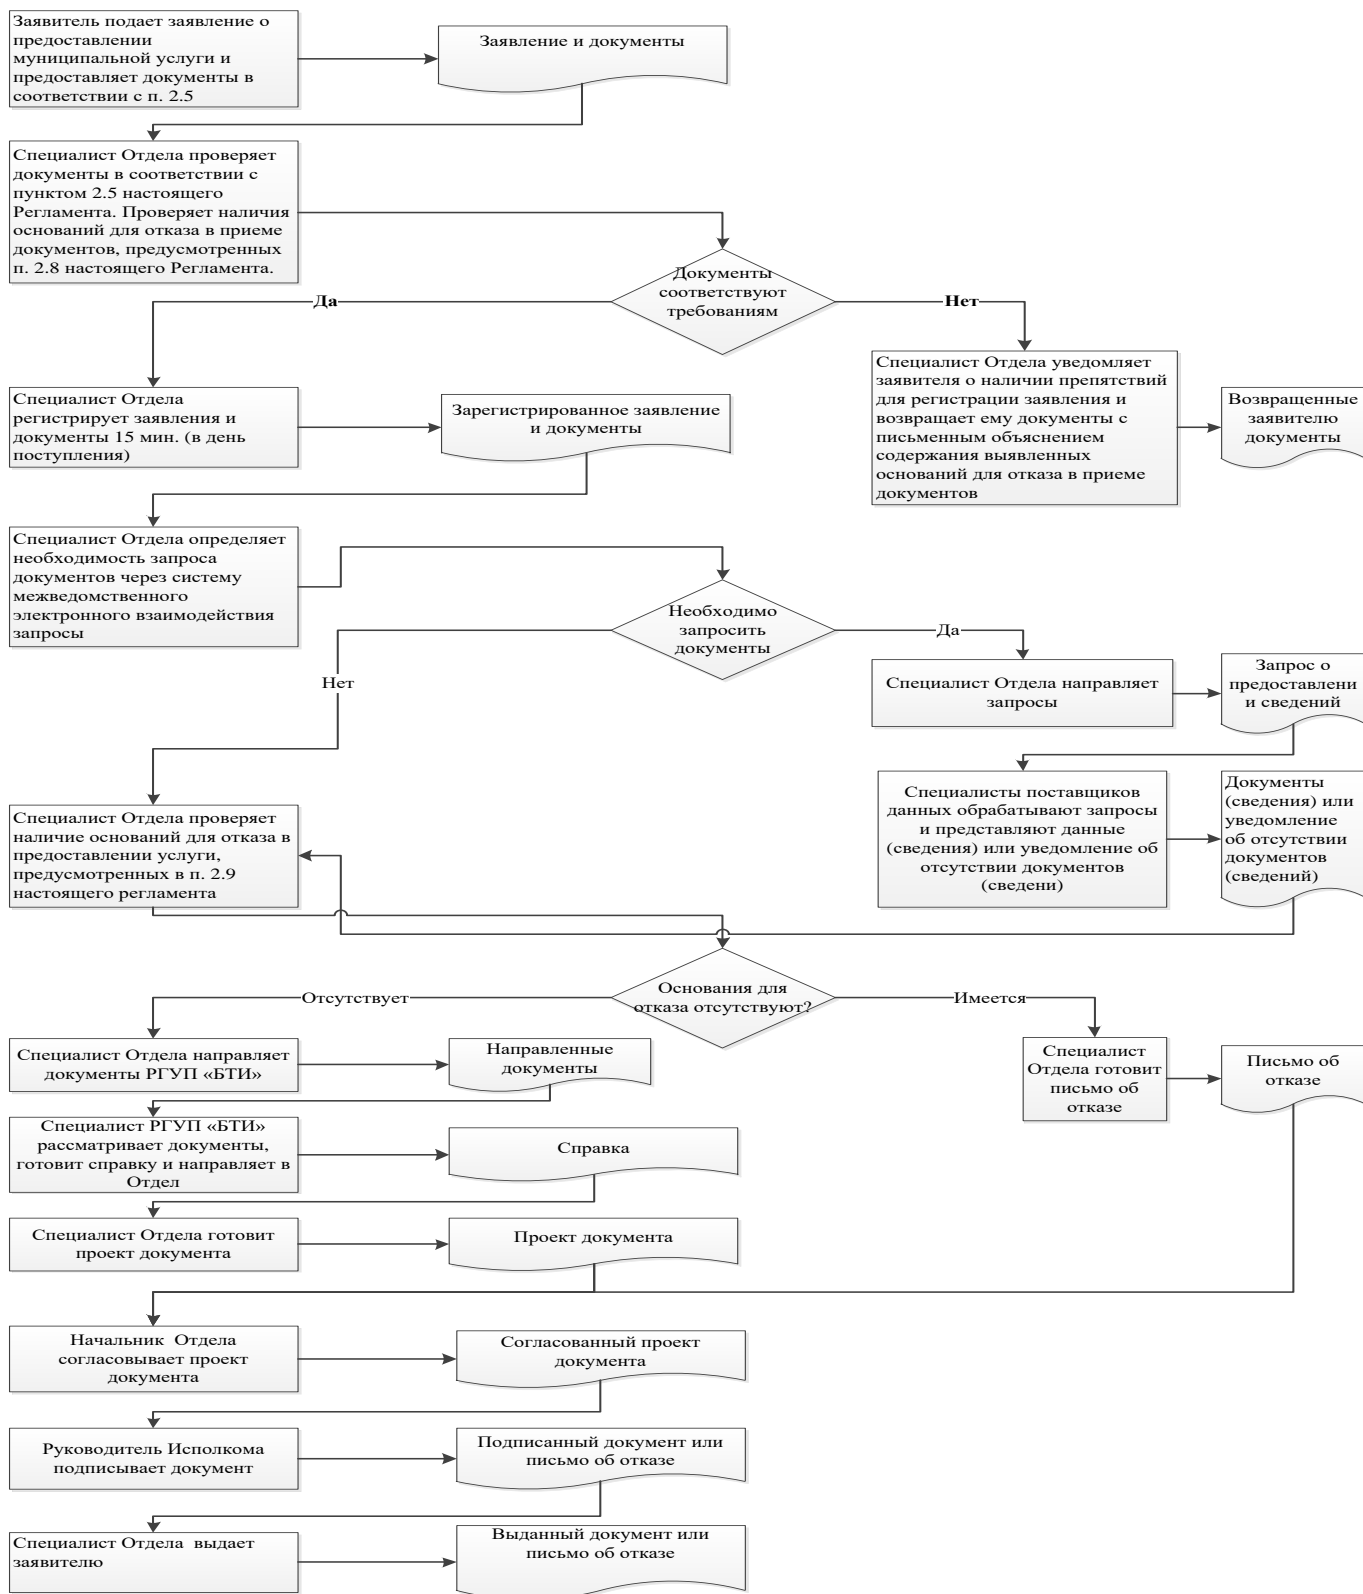 Заявитель подает заявление о
предоставлении
муниципальной услуги и
предоставляет документы в
соответствии с п. 2.5
Заявление и документы
Специалист Отдела проверяет
документы в соответствии с
пунктом 2.5 настоящего
Регламента. Проверяет наличия
оснований для отказа в приеме
документов, предусмотренных
п. 2.8 настоящего Регламента.
Документы
соответствуют
требованиям
Да
Нет
Специалист Отдела
регистрирует заявления и
документы 15 мин. (в день
поступления)
Зарегистрированное заявление
и документы
Специалист Отдела уведомляет
заявителя о наличии препятствий
для регистрации заявления и
возвращает ему документы с
письменным объяснением
содержания выявленных
оснований для отказа в приеме
документов
Возвращенные
заявителю
документы
Специалист Отдела определяет
необходимость запроса
документов через систему
межведомственного
электронного взаимодействия
запросы
Необходимо
запросить
документы
Да
Нет
Специалист Отдела направляет
запросы
Запрос о
предоставлени
и сведений
Специалисты поставщиков
данных обрабатывают запросы
и представляют данные
(сведения) или уведомление об
отсутствии документов
(сведени)
Документы
(сведения) или
уведомление
об отсутствии
документов
(сведений)
Специалист Отдела проверяет
наличие оснований для отказа в
предоставлении услуги,
предусмотренных в п. 2.9
настоящего регламента
Основания для
отказа отсутствуют?
Отсутствует
Имеется
Специалист Отдела направляет
документы РГУП «БТИ»
Направленные
документы
Специалист
Отдела готовит
письмо об
отказе
Письмо об
отказе
Специалист РГУП «БТИ»
рассматривает документы,
готовит справку и направляет в
Отдел
Справка
Специалист Отдела готовит
проект документа
Проект документа
Начальник  Отдела
согласовывает проект
документа
Согласованный проект
документа
Руководитель Исполкома
подписывает документ
Подписанный документ или
письмо об отказе
Специалист Отдела  выдает
заявителю
Выданный документ или
письмо об отказе